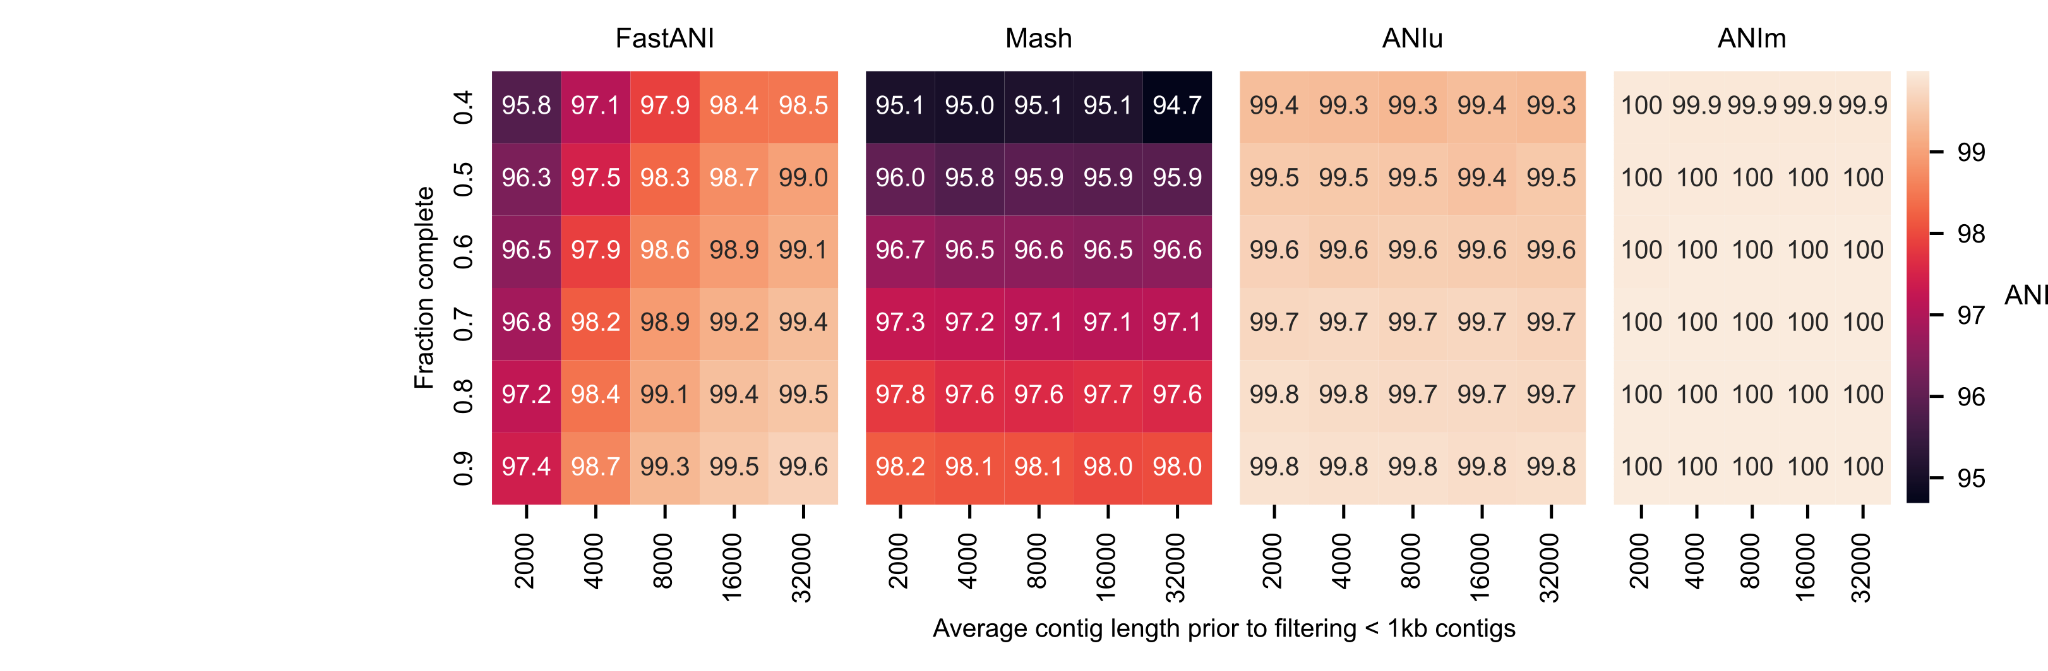 FastANI Mash ANIu ANIm
0.4 95.8 97.1 97.9 98.4 98.5 95.1 95.0 95.1 95.1 94.7 99.4 99.3 99.3 99.4 99.3 100 99.9 99.9 99.9 99.9
99
0.5 96.3 97.5 98.3 98.7 99.0 96.0 95.8 95.9 95.9 95.9 99.5 99.5 99.5 99.4 99.5 100 100 100 100 100
98
0.6 96.5 97.9 98.6 98.9 99.1 96.7 96.5 96.6 96.5 96.6 99.6 99.6 99.6 99.6 99.6 100 100 100 100 100
Fraction complete
ANI
97
0.7 96.8 98.2 98.9 99.2 99.4 97.3 97.2 97.1 97.1 97.1 99.7 99.7 99.7 99.7 99.7 100 100 100 100 100
96
0.8 97.2 98.4 99.1 99.4 99.5 97.8 97.6 97.6 97.7 97.6 99.8 99.8 99.7 99.7 99.7 100 100 100 100 100
0.9 97.4 98.7 99.3 99.5 99.6 98.2 98.1 98.1 98.0 98.0 99.8 99.8 99.8 99.8 99.8 100 100 100 100 100
95
2000 4000 8000 16000 32000 2000 4000 8000 16000 32000 2000 4000 8000 16000 32000 2000 4000 8000 16000 32000
Average contig length prior to filtering < 1kb contigs